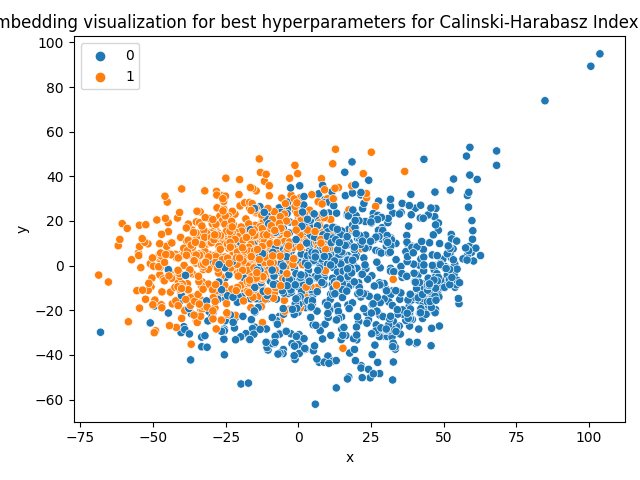 mbedding visualization for best hyperparameters for Calinski-Harabasz Index
0
1
100
80
60
40
20
0
−20
−40
−60
y
−75 −50 −25 0 25 50 75 100
x